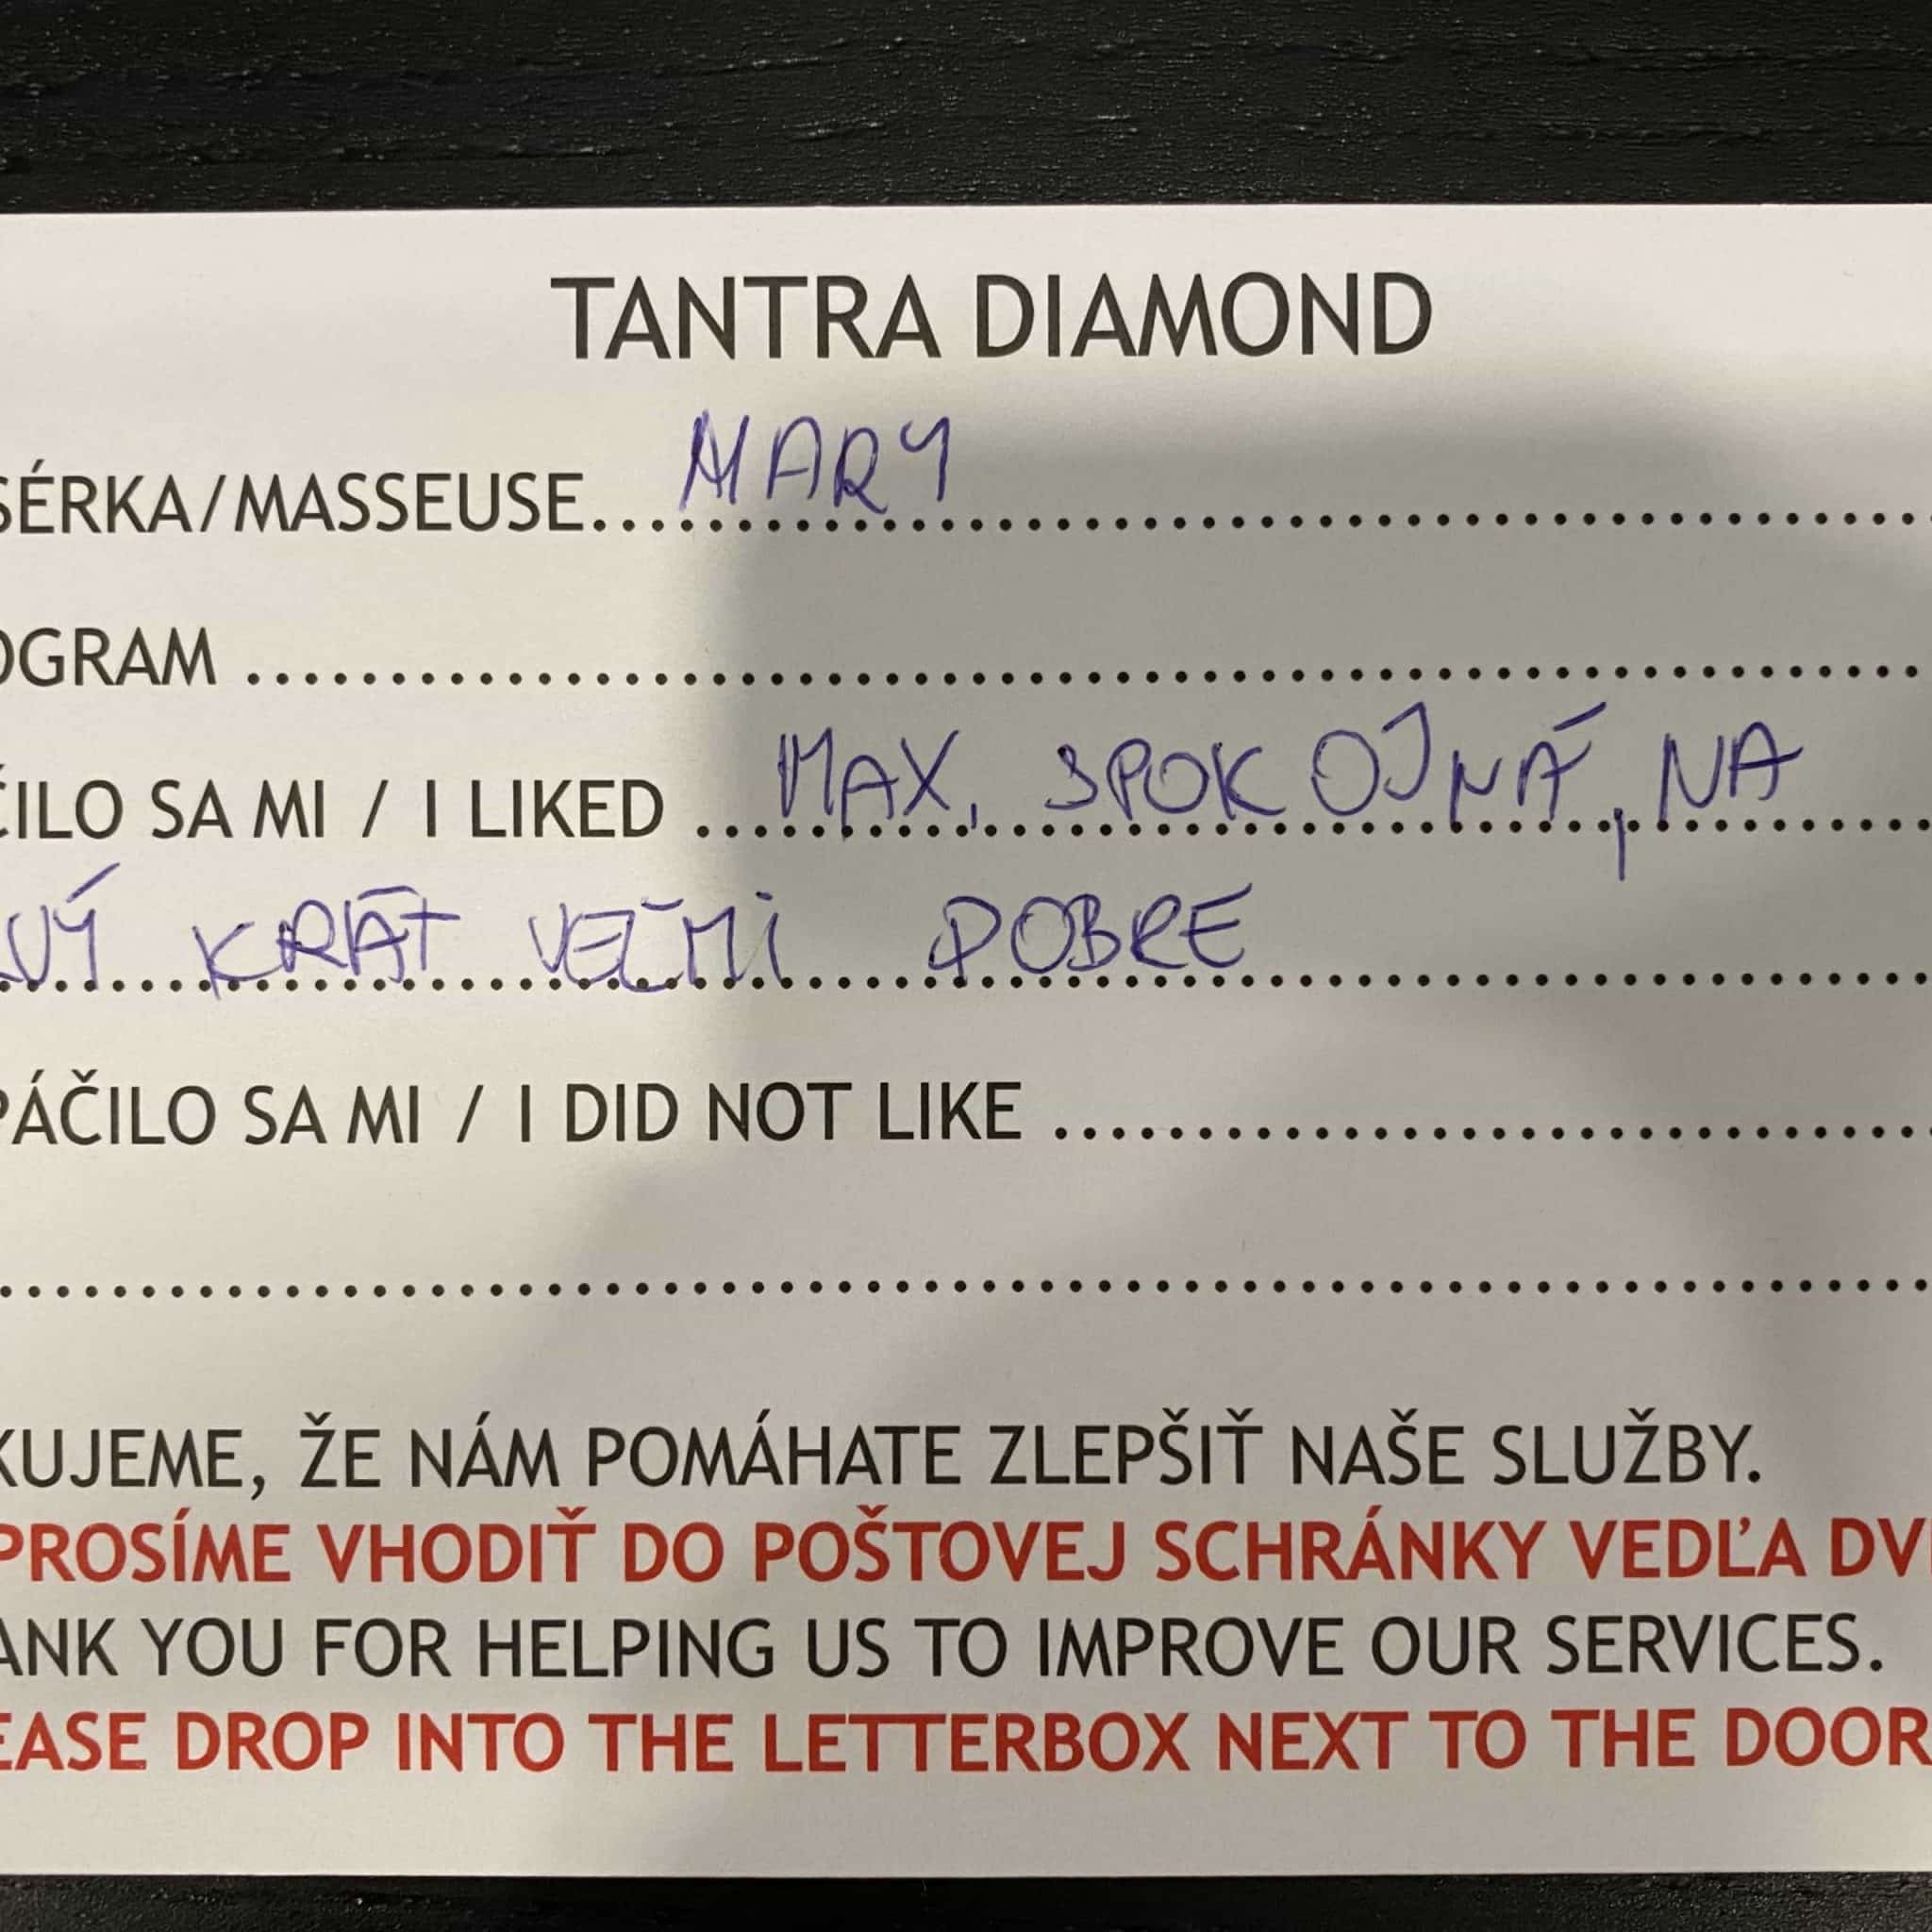 TANTRA DIAMOND
SÉRKA/MASSEUSE... MARY
OGRAM ...
ČILO SA MI / I LIKED ... MAX. SPOKOJNÁ, NA
RVÝ KRÁT VEĽMI DOBRE
PÁČILO SA MI / I DID NOT LIKE ...
KUJEME, ŽE NÁM POMÁHATE ZLEPŠIŤ NAŠE SLUŽBY.
PROSÍME VHODIŤ DO POŠTOVEJ SCHRÁNKY VEDĽA DV
ANK YOU FOR HELPING US TO IMPROVE OUR SERVICES.
EASE DROP INTO THE LETTERBOX NEXT TO THE DOOR